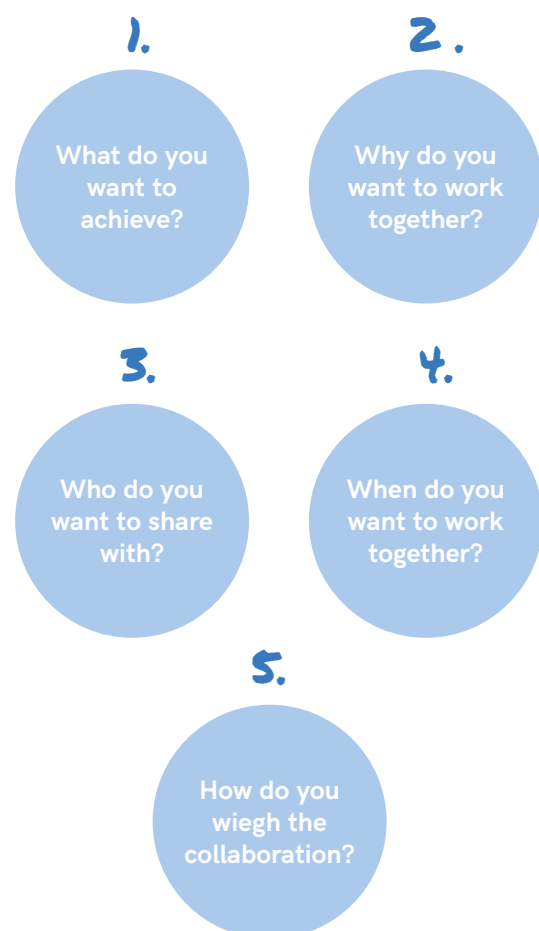 1.
What do you
want to
achieve?
2.
Why do you
want to work
together?
3.
Who do you
want to share
with?
4.
When do you
want to work
together?
5.
How do you
wiegh the
collaboration?